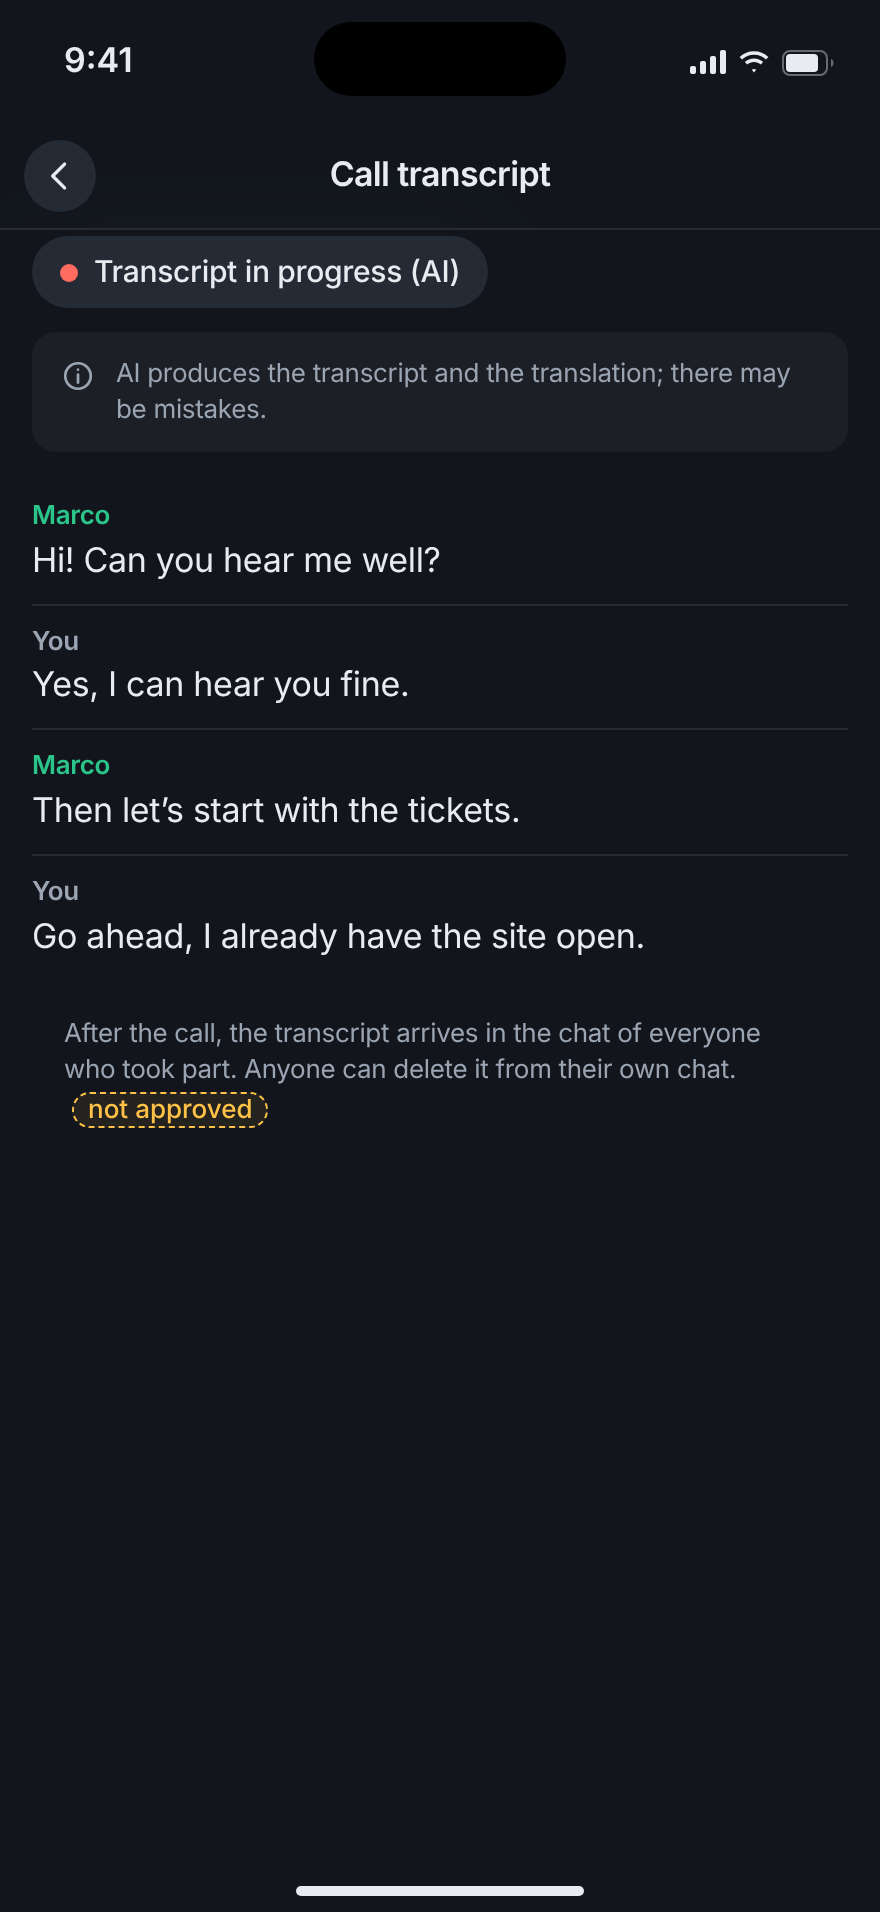 9:41
Call transcript
Transcript in progress (AI)
AI produces the transcript and the translation; there may
be mistakes.
Marco
Hi! Can you hear me well?
You
Yes, I can hear you fine.
Marco
Then let’s start with the tickets.
You
Go ahead, I already have the site open.
After the call, the transcript arrives in the chat of everyone
who took part. Anyone can delete it from their own chat.
not approved